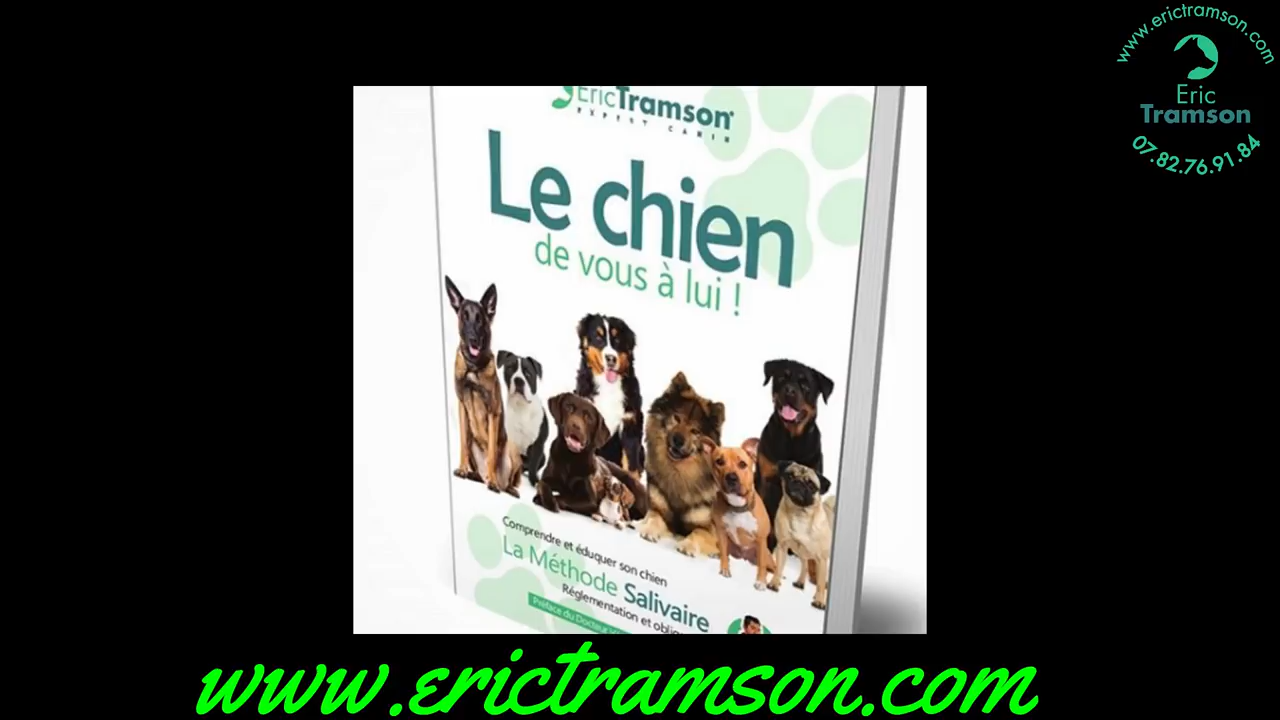 www.erictramson.com
Eric
Tramson
07.82.76.91.84
EricTramson
EXPERT CANIN
Le chien
de vous à lui !
Comprendre et éduquer son chien
La Méthode Salivaire
Réglementation et
Préface du Docteur
www.erictramson.com